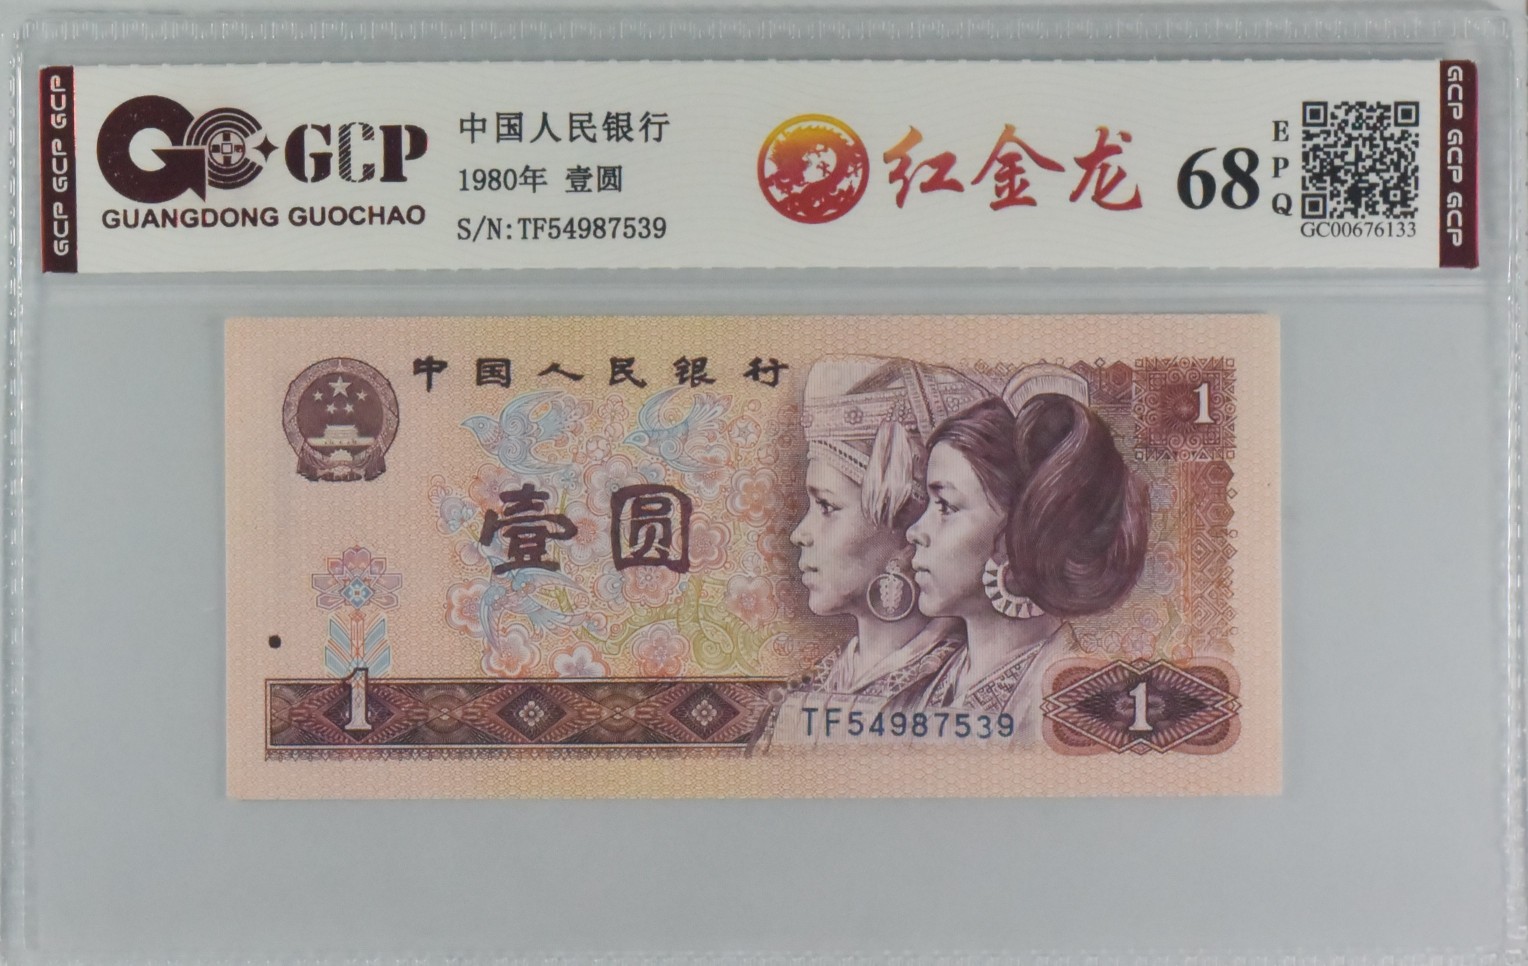 GCP GCP GCP
GCP
GUANGDONG GUOCHAO
中国人民银行
1980年 壹圆
S/N:TF54987539
红金龙
68
EPQ
GC00676133
GCP GCP GCP
中国人民银行
1
壹圆
1
TF54987539
1